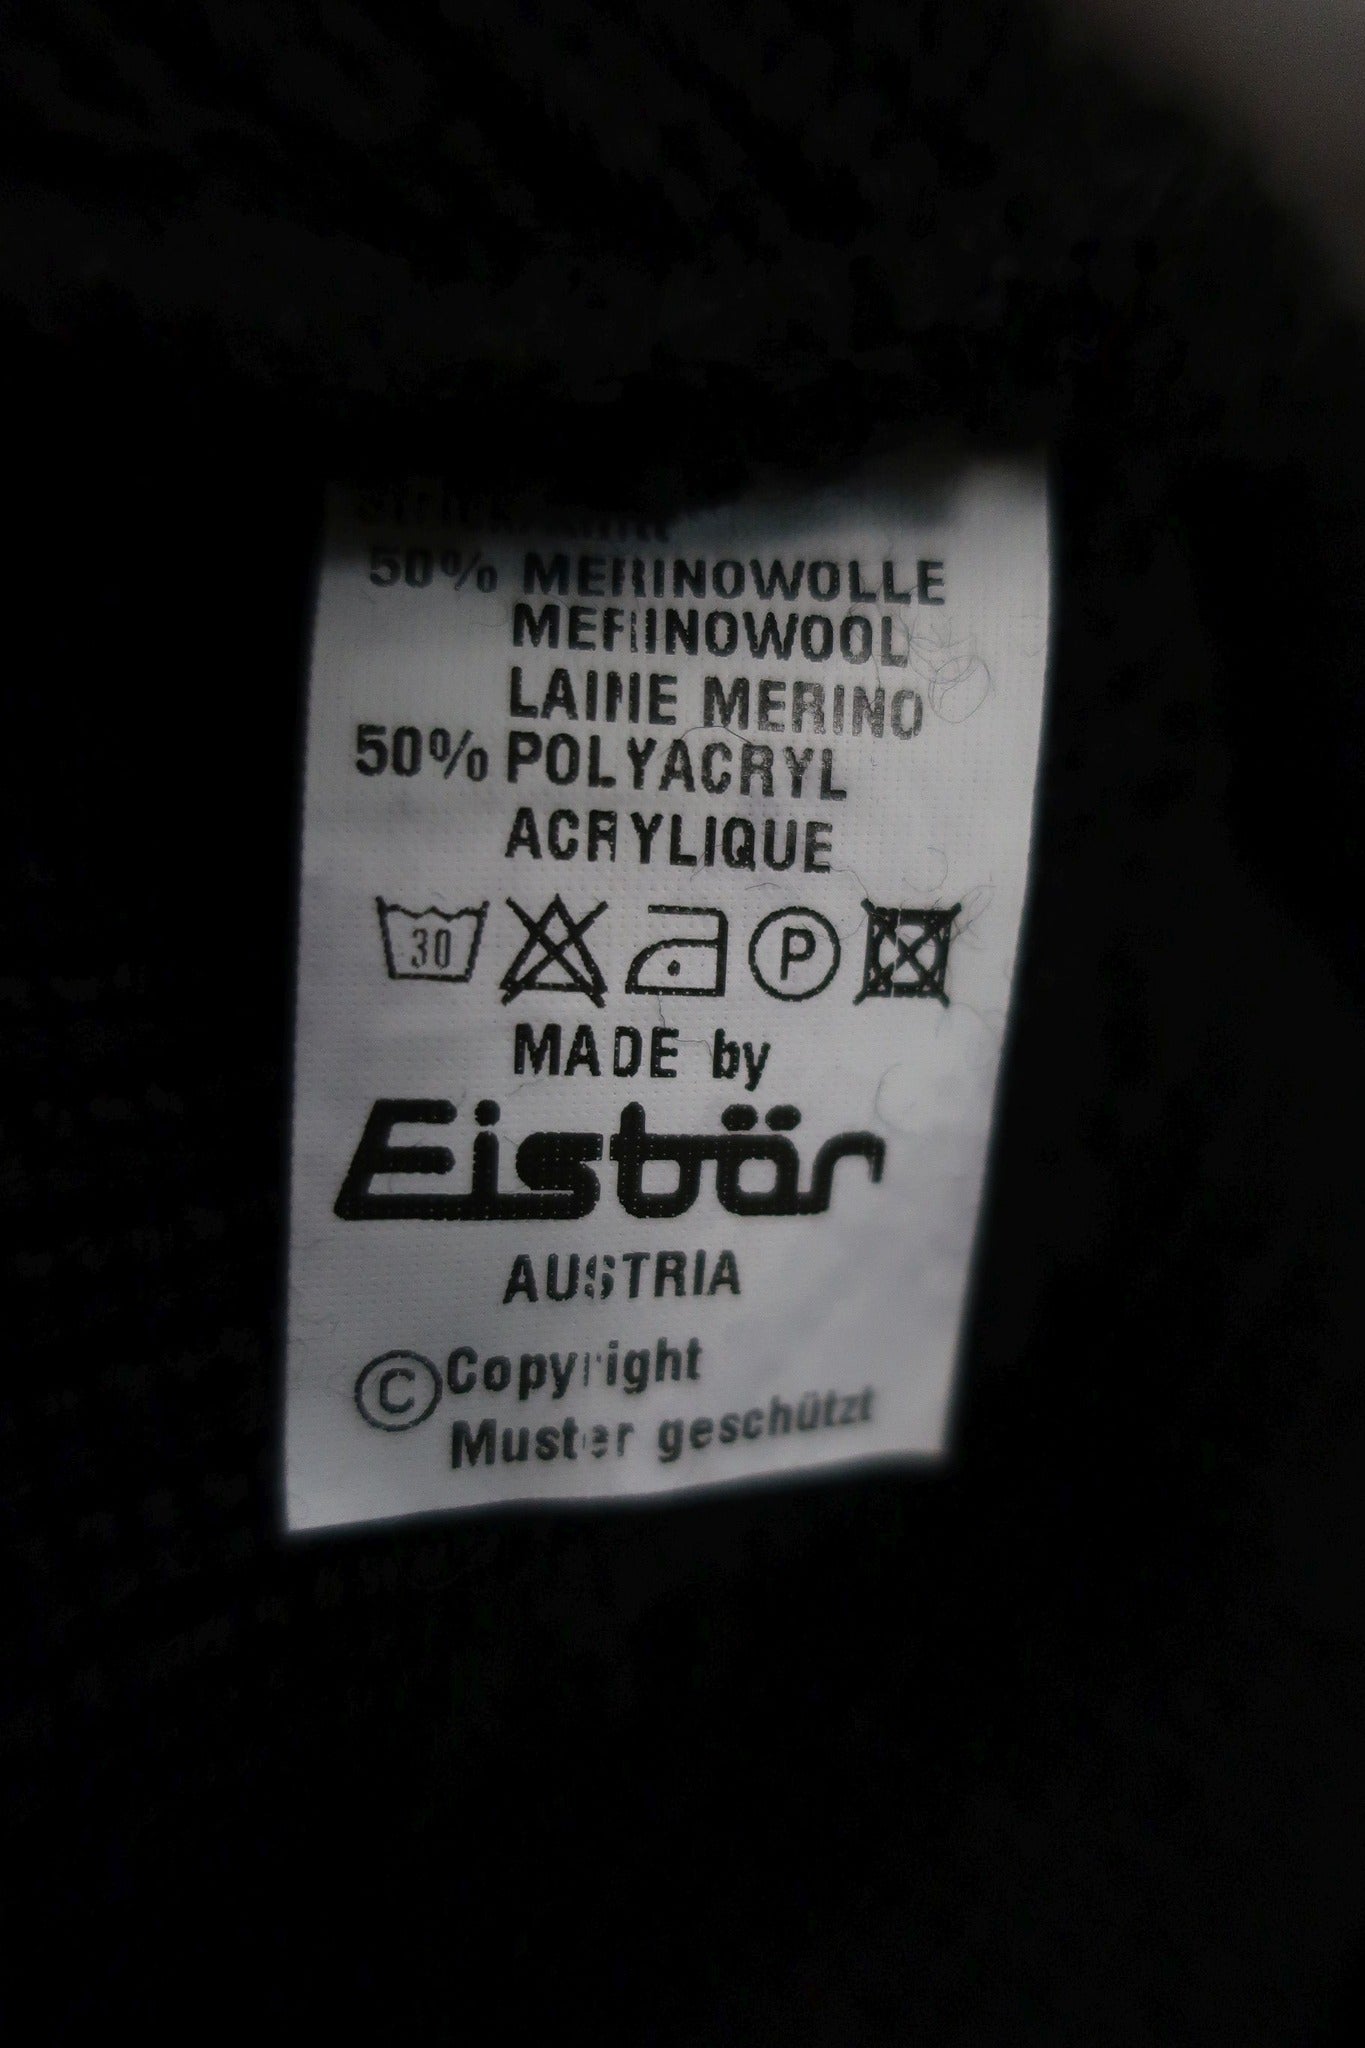 50% MERINOWOLLE
MERINOWOOL
LAINE MERINO
50% POLYACRYL
ACRYLIQUE
30 P
MADE by
Eisbär
AUSTRIA
© Copyright
Muster geschützt